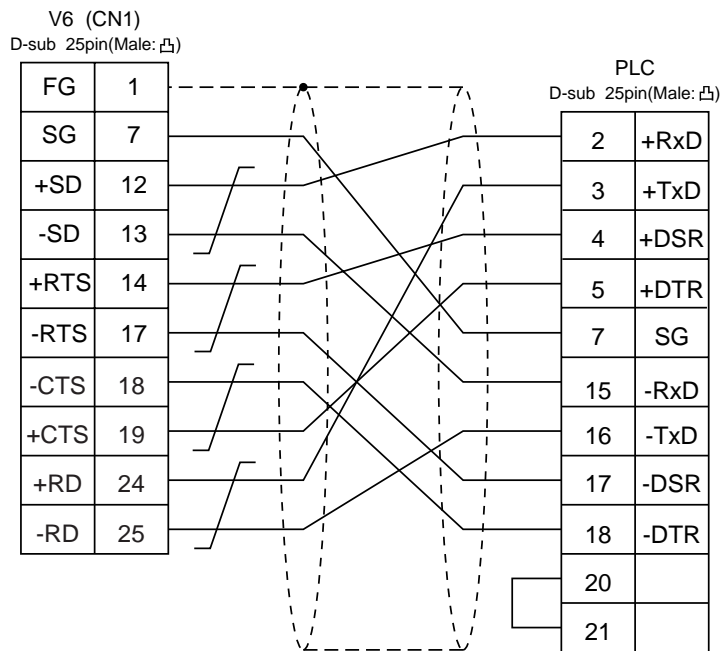 V6 (CN1)
D-sub 25pin(Male: 凸)
FG 1
SG 7
+SD 12
-SD 13
+RTS 14
-RTS 17
-CTS 18
+CTS 19
+RD 24
-RD 25
PLC
D-sub 25pin(Male: 凸)
2 +RxD
3 +TxD
4 +DSR
5 +DTR
7 SG
15 -RxD
16 -TxD
17 -DSR
18 -DTR
20
21